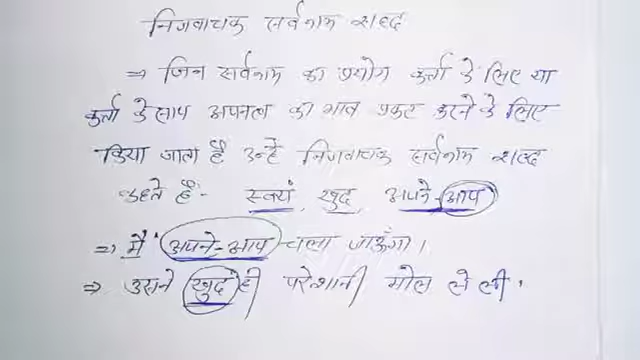 निजवाचक सर्वनाम शब्द
⇒ जिन सर्वनाम का प्रयोग कर्त्ता के लिए या
कर्त्ता के साथ अपनत्व का भाव प्रकट करने के लिए
किया जाता है उन्हें निजवाचक सर्वनाम शब्द
कहते हैं- स्वयं, खुद, अपने-आप
⇒ मैं अपने-आप चला जाऊँगा।
⇒ उसने खुद ही परेशानी मोल ले ली।